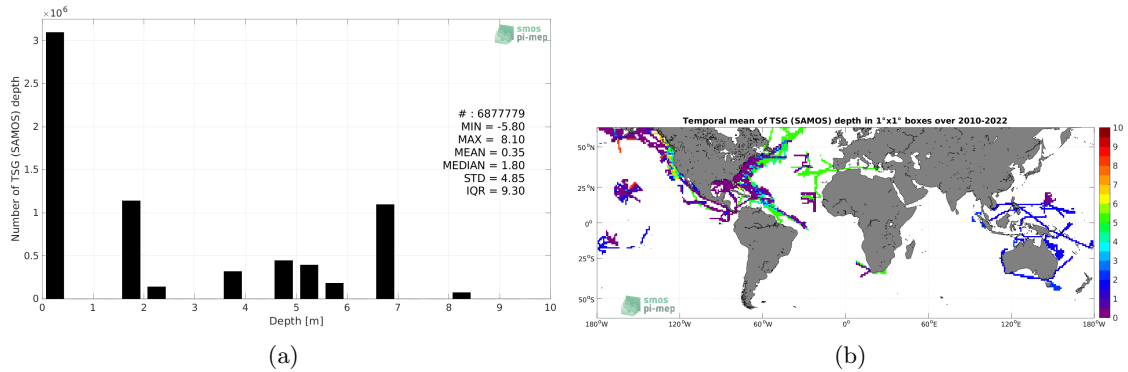 ×10⁶
smos
pi-mep
3
2.5
2
1.5
1
0.5
0
Number of TSG (SAMOS) depth
# : 6877779
MIN = -5.80
MAX = 8.10
MEAN = 0.35
MEDIAN = 1.80
STD = 4.85
IQR = 9.30
0 1 2 3 4 5 6 7 8 9 10
Depth [m]
(a)
Temporal mean of TSG (SAMOS) depth in 1°x1° boxes over 2010-2022
50°N
25°N
0°
25°S
50°S
smos
pi-mep
180°W 120°W 60°W 0° 60°E 120°E 180°W
10
9
8
7
6
5
4
3
2
1
0
(b)